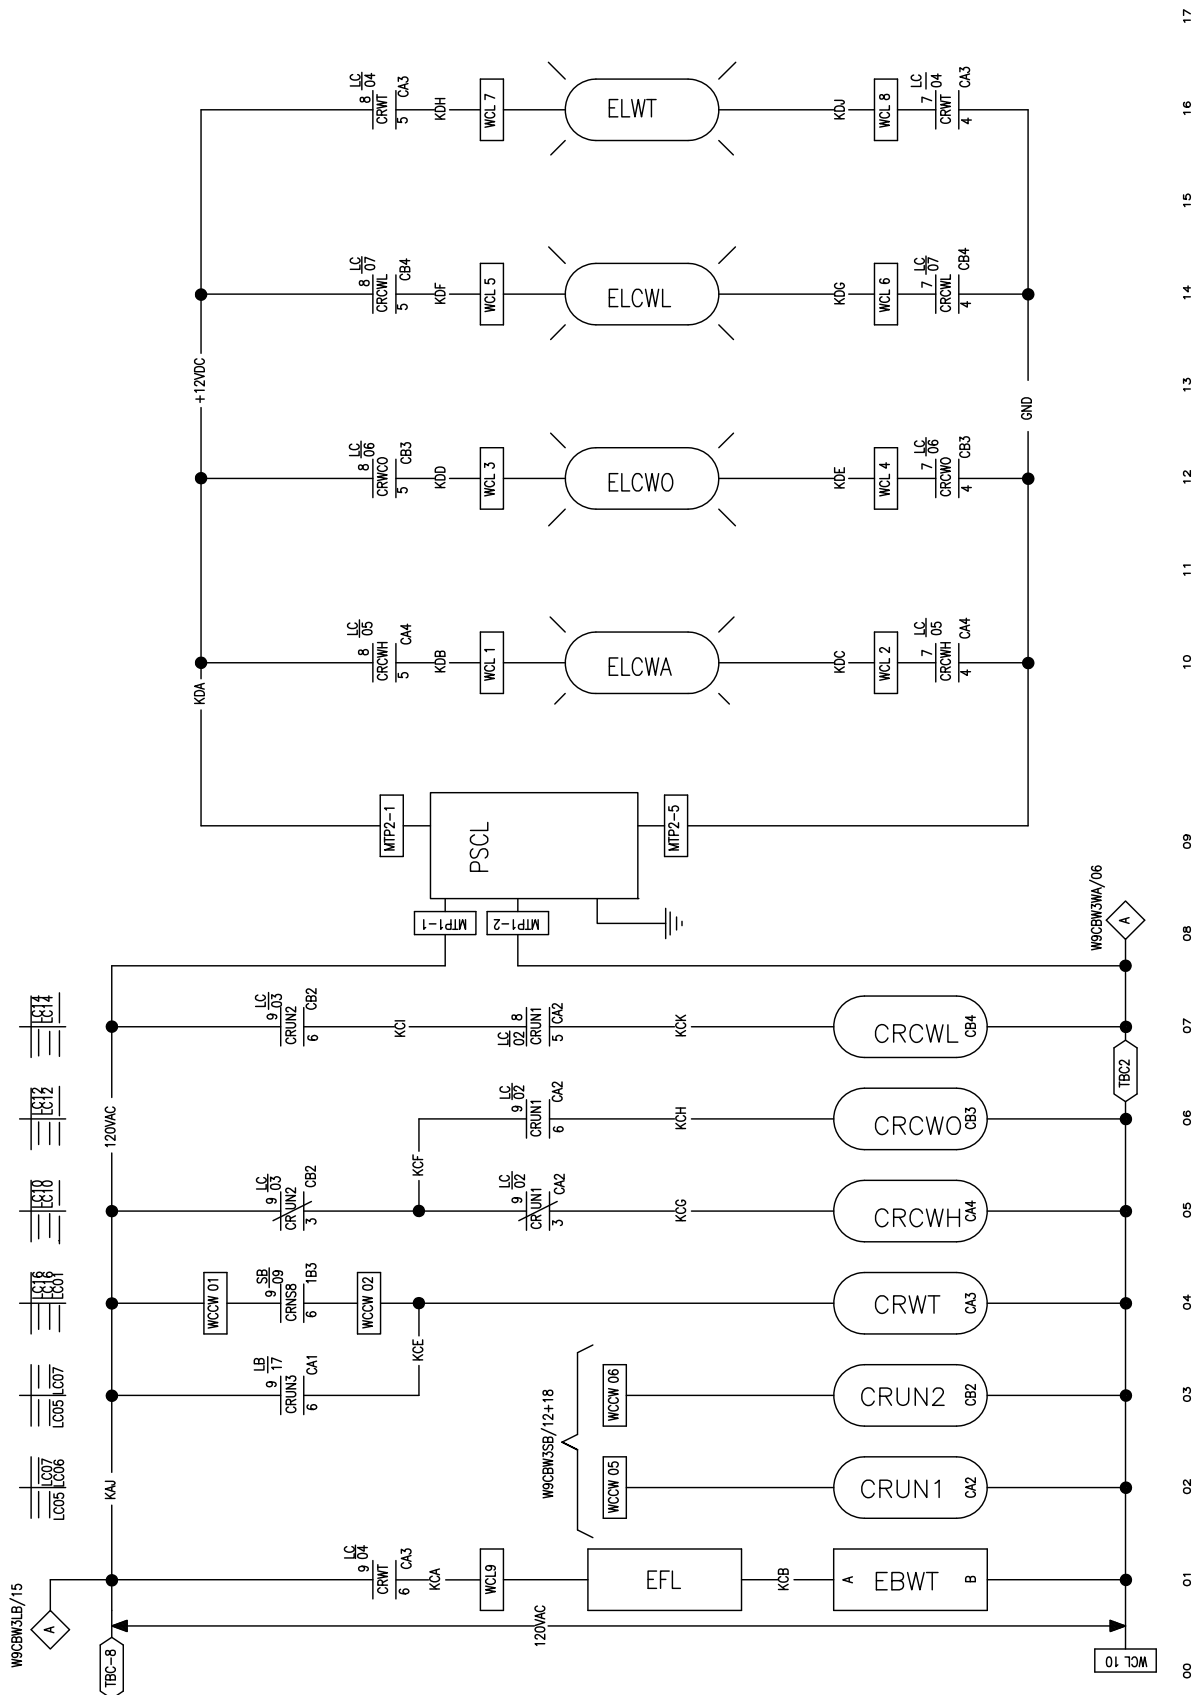 W9CBW3LB/15
A
TBC-8
120VAC
WCL 10
00
KAJ
LC
9 04
CRWT
6 CA3
KCA
WCL9
EFL
KCB
A
EBWT
B
01
LC07
LC05 LC06
W9CBW3SB/12+18
WCCW 05
CRUN1
CA2
02
LC07
LC05
LB
9 17
CRUN3
6 CA1
KCE
WCCW 06
CRUN2
CB2
03
LC16
LC16
LC01
WCCW 01
SB
9 09
CRNS8
6 1B3
WCCW 02
CRWT
CA3
04
LC10
LC10
LC
9 03
CRUN2
3 CB2
KCF
LC
9 02
CRUN1
3 CA2
KCG
CRCWH
CA4
05
LC12
LC12
120VAC
LC
9 02
CRUN1
6 CA2
KCH
CRCWO
CB3
06
LC14
LC14
LC
9 03
CRUN2
6 CB2
KCI
LC
02 8
CRUN1
5 CA2
KCK
CRCWL
CB4
TBC2
07
MTP1-1
MTP1-2
W9CBW3WA/06
A
08
MTP2-1
PSCL
MTP2-5
09
KDA
LC
8 05
CRCWH
5 CA4
KDB
WCL 1
ELCWA
KDC
WCL 2
LC
7 05
CRCWH
4 CA4
10
11
LC
8 06
CRWCO
5 CB3
KDD
WCL 3
ELCWO
KDE
WCL 4
LC
7 06
CRCWO
4 CB3
12
+12VDC
GND
13
LC
8 07
CRCWL
5 CB4
KDF
WCL 5
ELCWL
KDG
WCL 6
LC
7 07
CRCWL
4 CB4
14
15
LC
8 04
CRWT
5 CA3
KDH
WCL 7
ELWT
KDJ
WCL 8
LC
7 04
CRWT
4 CA3
16
17